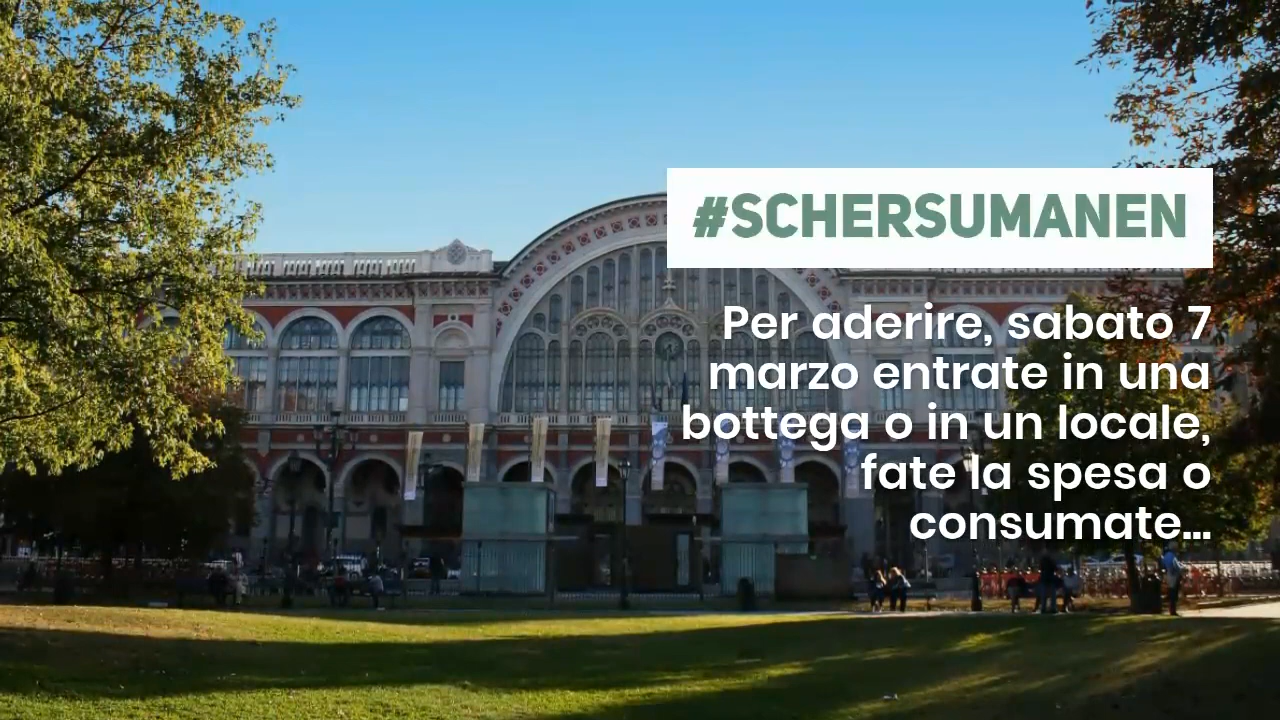 #SCHERSUMANEN
Per aderire, sabato 7
marzo entrate in una
bottega o in un locale,
fate la spesa o
consumate...